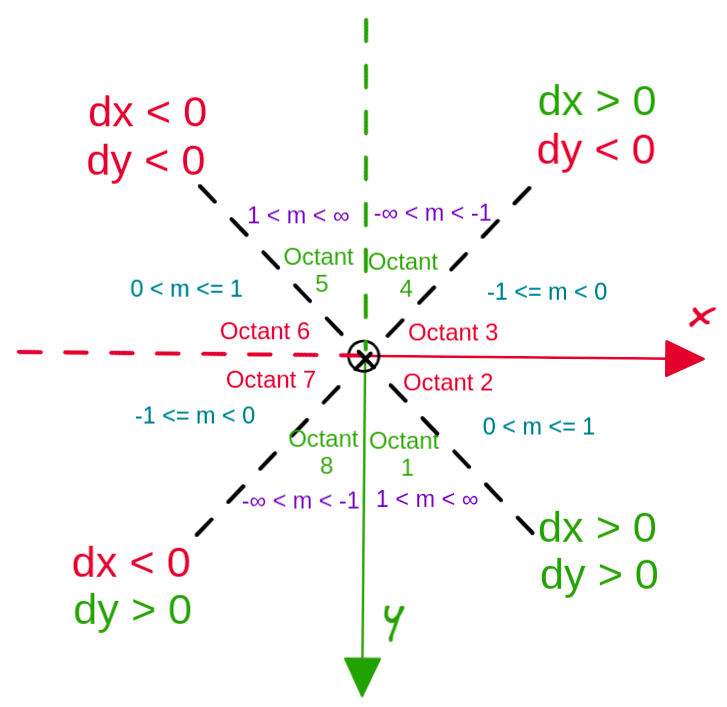 dx < 0
dy < 0
dx > 0
dy < 0
1 < m < ∞
-∞ < m < -1
Octant
5
Octant
4
0 < m <= 1
-1 <= m < 0
Octant 6
Octant 3
x
Octant 7
Octant 2
-1 <= m < 0
0 < m <= 1
Octant
8
Octant
1
-∞ < m < -1
1 < m < ∞
dx < 0
dy > 0
dx > 0
dy > 0
y